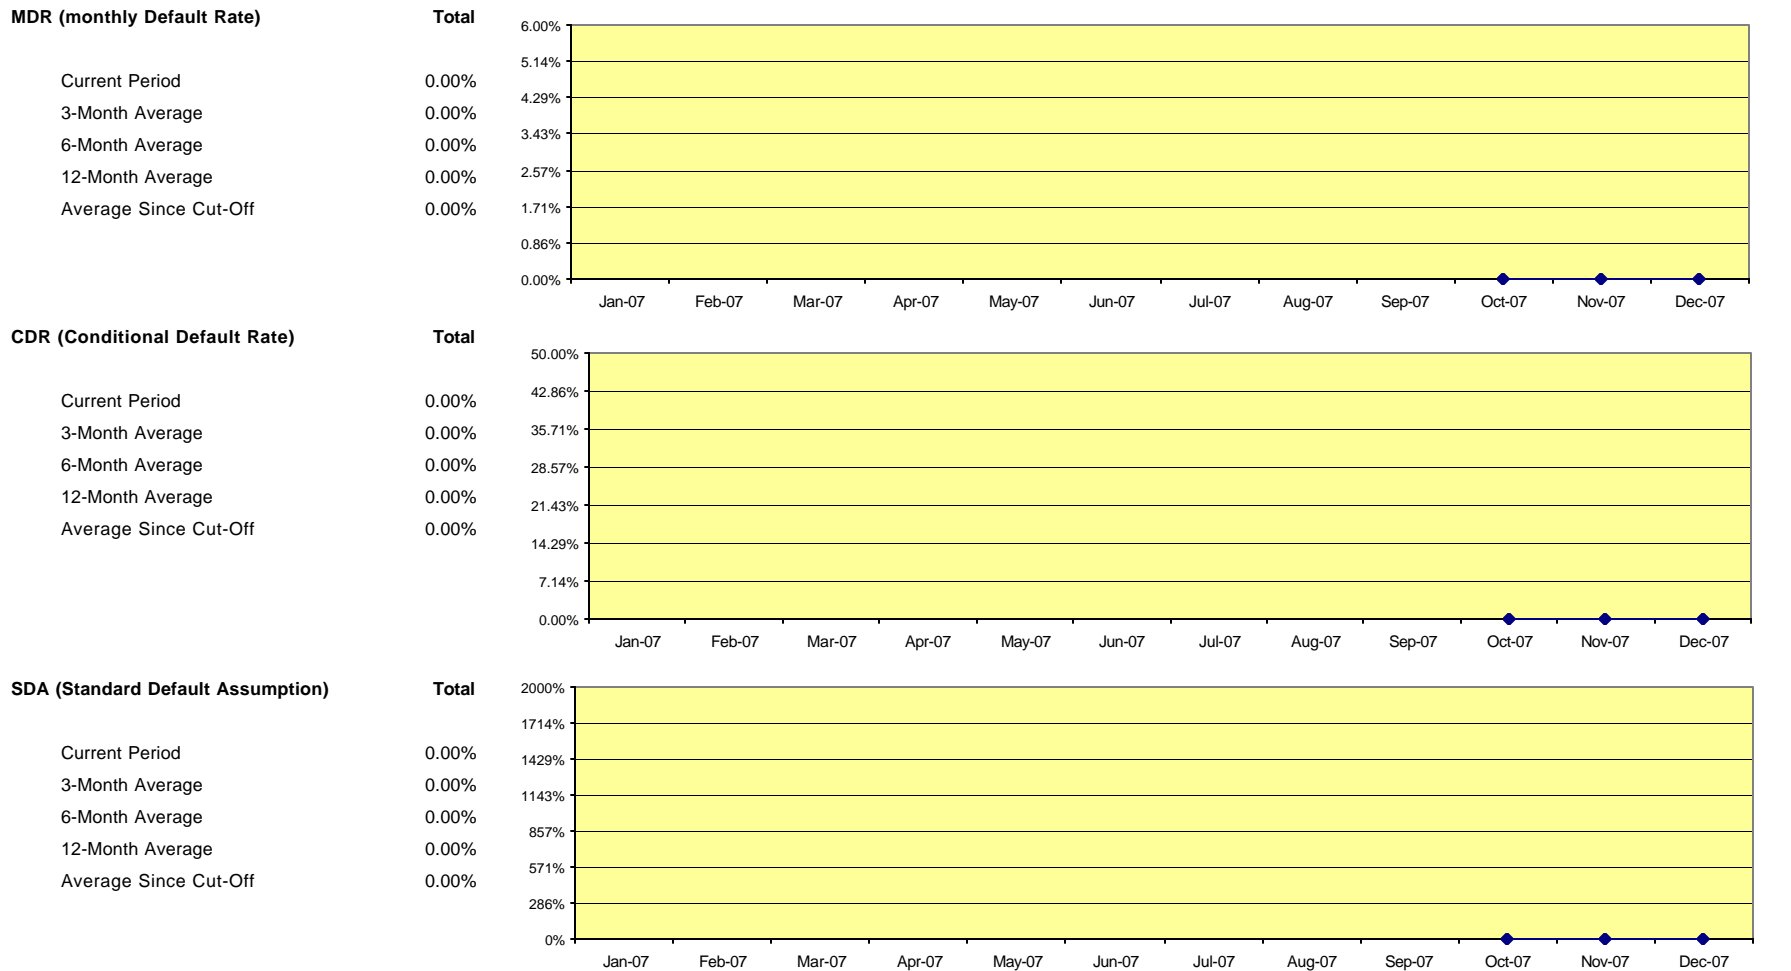 MDR (monthly Default Rate) Total
Current Period 0.00%
3-Month Average 0.00%
6-Month Average 0.00%
12-Month Average 0.00%
Average Since Cut-Off 0.00%
6.00%
5.14%
4.29%
3.43%
2.57%
1.71%
0.86%
0.00%
Jan-07 Feb-07 Mar-07 Apr-07 May-07 Jun-07 Jul-07 Aug-07 Sep-07 Oct-07 Nov-07 Dec-07
CDR (Conditional Default Rate) Total
Current Period 0.00%
3-Month Average 0.00%
6-Month Average 0.00%
12-Month Average 0.00%
Average Since Cut-Off 0.00%
50.00%
42.86%
35.71%
28.57%
21.43%
14.29%
7.14%
0.00%
Jan-07 Feb-07 Mar-07 Apr-07 May-07 Jun-07 Jul-07 Aug-07 Sep-07 Oct-07 Nov-07 Dec-07
SDA (Standard Default Assumption) Total
Current Period 0.00%
3-Month Average 0.00%
6-Month Average 0.00%
12-Month Average 0.00%
Average Since Cut-Off 0.00%
2000%
1714%
1429%
1143%
857%
571%
286%
0%
Jan-07 Feb-07 Mar-07 Apr-07 May-07 Jun-07 Jul-07 Aug-07 Sep-07 Oct-07 Nov-07 Dec-07